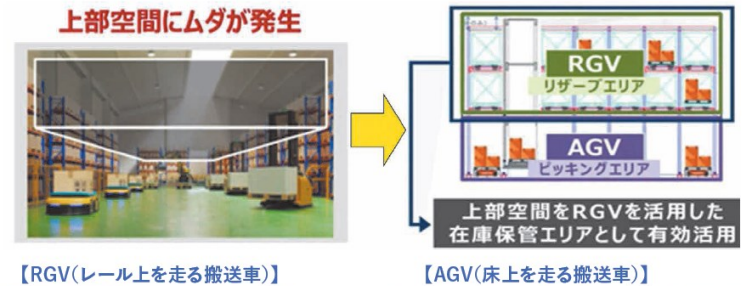 上部空間にムダが発生
RGV
リザーブエリア
AGV
ピッキングエリア
上部空間をRGVを活用した
在庫保管エリアとして有効活用
【RGV(レール上を走る搬送車)】
【AGV(床上を走る搬送車)】